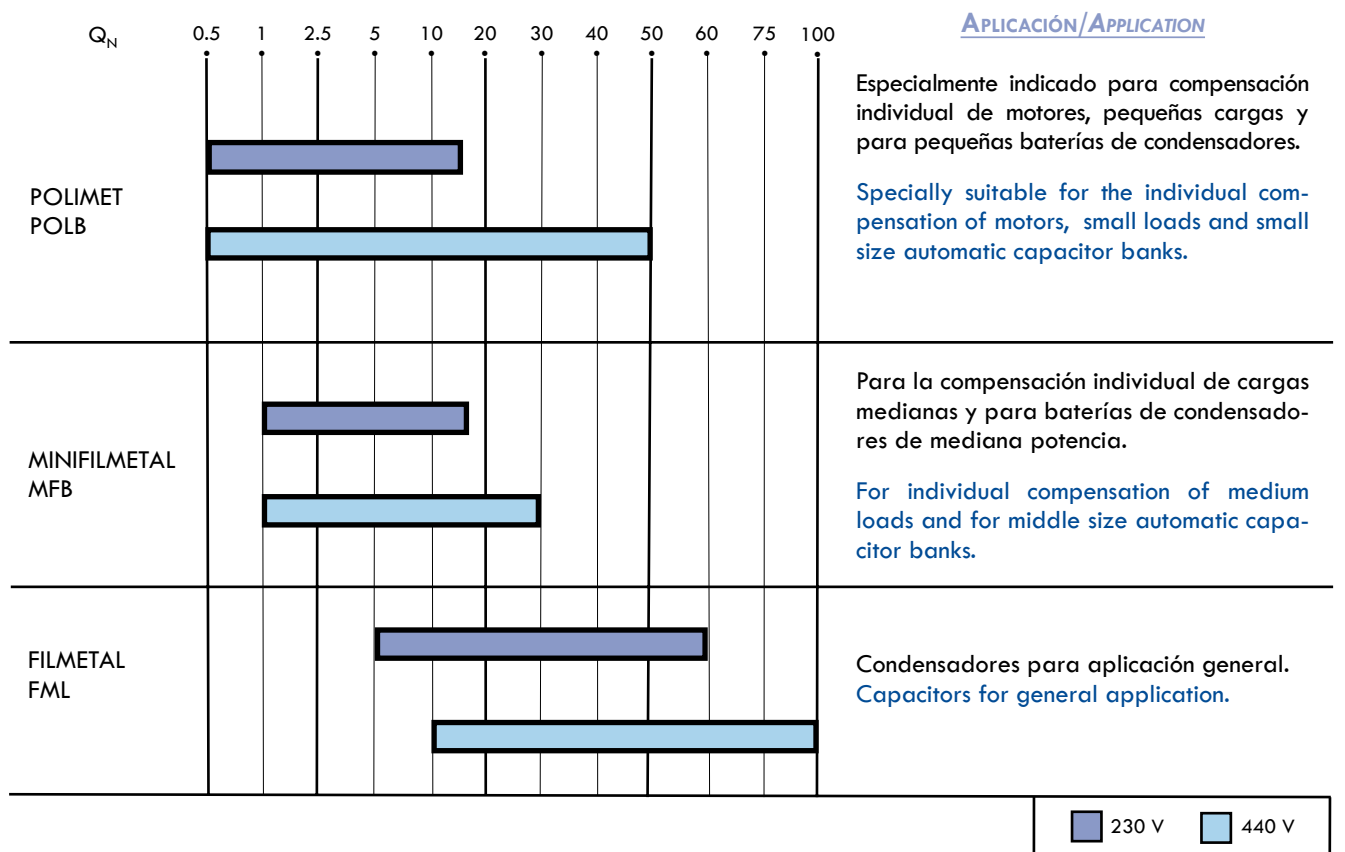 Q_N 0.5 1 2.5 5 10 20 30 40 50 60 75 100
APLICACIÓN/APPLICATION
POLIMET
POLB
Especialmente indicado para compensación
individual de motores, pequeñas cargas y
para pequeñas baterías de condensadores.
Specially suitable for the individual com-
pensation of motors, small loads and small
size automatic capacitor banks.
MINIFILMETAL
MFB
Para la compensación individual de cargas
medianas y para baterías de condensado-
res de mediana potencia.
For individual compensation of medium
loads and for middle size automatic capa-
citor banks.
FILMETAL
FML
Condensadores para aplicación general.
Capacitors for general application.
230 V 440 V